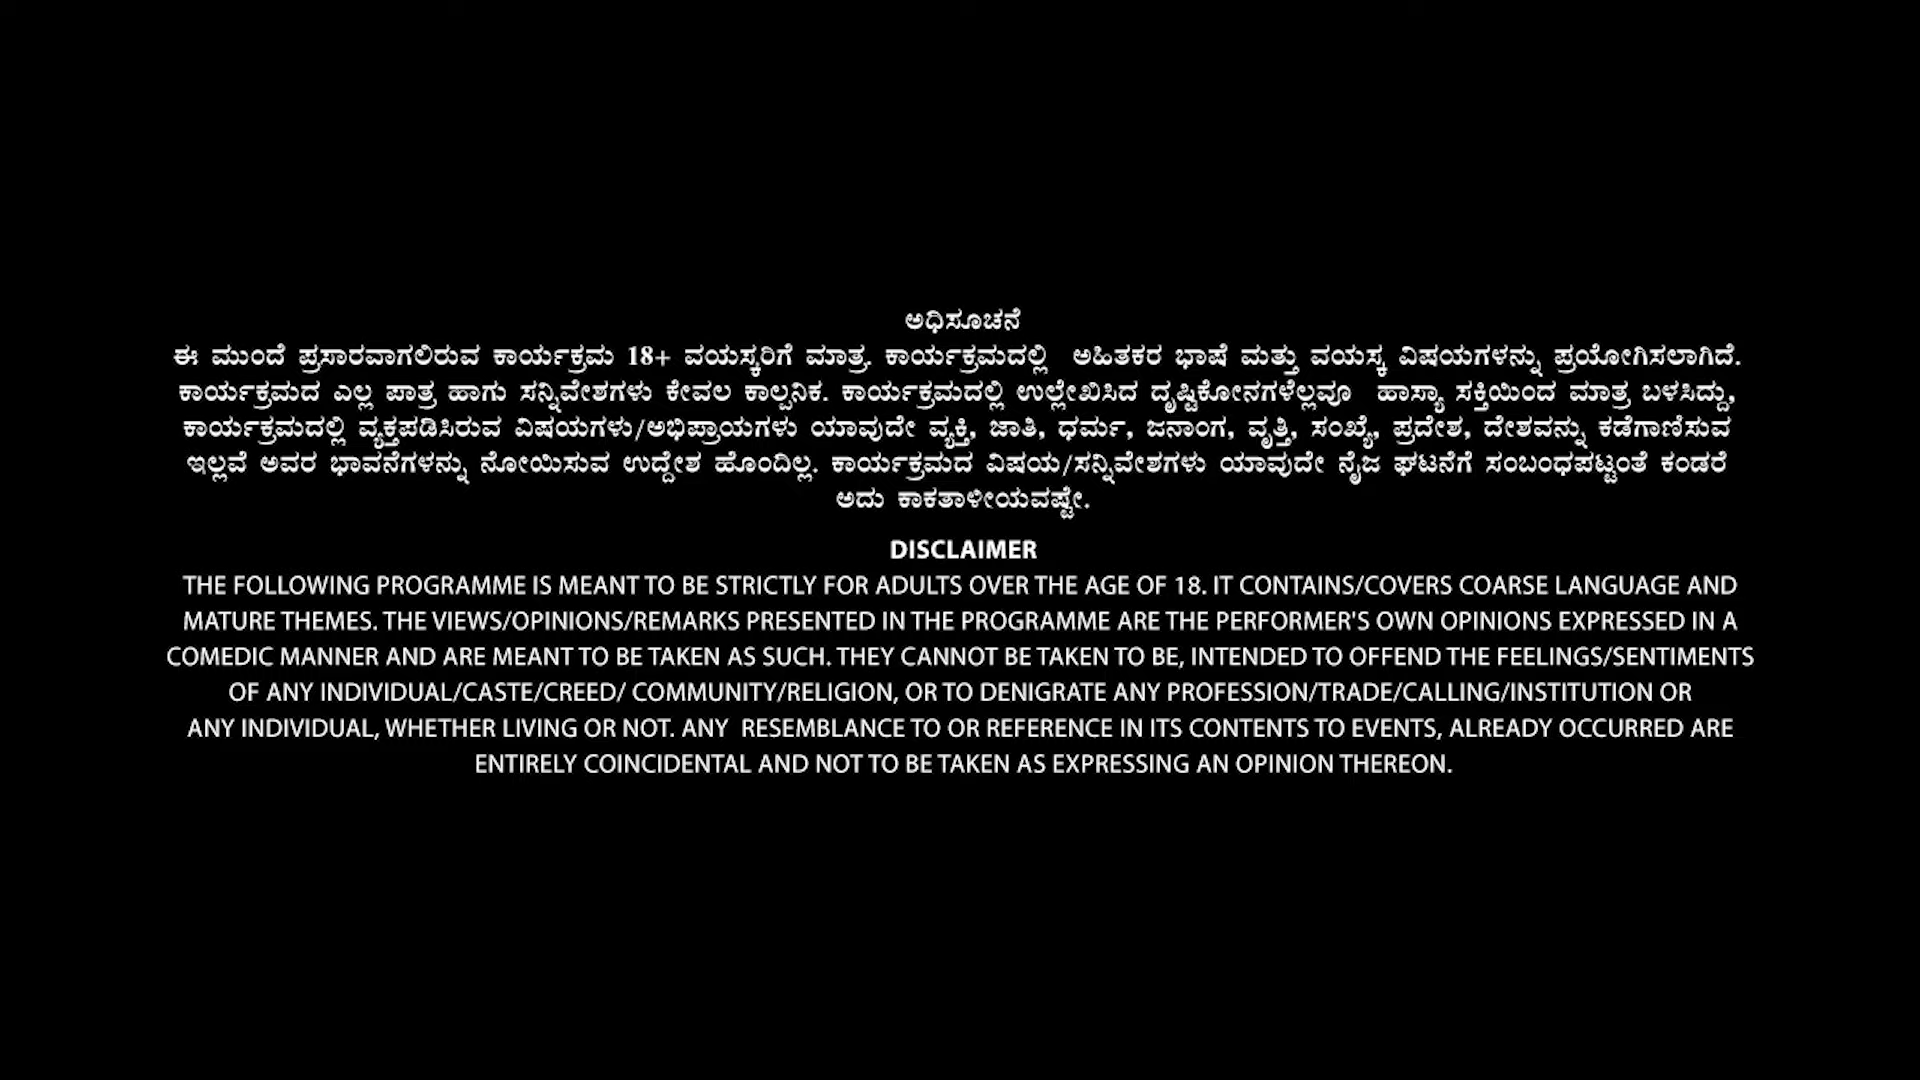 ಅಧಿಸೂಚನೆ
ಈ ಮುಂದೆ ಪ್ರಸಾರವಾಗಲಿರುವ ಕಾರ್ಯಕ್ರಮ 18+ ವಯಸ್ಕರಿಗೆ ಮಾತ್ರ. ಕಾರ್ಯಕ್ರಮದಲ್ಲಿ ಅಹಿತಕರ ಭಾಷೆ ಮತ್ತು ವಯಸ್ಕ ವಿಷಯಗಳನ್ನು ಪ್ರಯೋಗಿಸಲಾಗಿದೆ.
ಕಾರ್ಯಕ್ರಮದ ಎಲ್ಲ ಪಾತ್ರ ಹಾಗು ಸನ್ನಿವೇಶಗಳು ಕೇವಲ ಕಾಲ್ಪನಿಕ. ಕಾರ್ಯಕ್ರಮದಲ್ಲಿ ಉಲ್ಲೇಖಿಸಿದ ದೃಷ್ಟಿಕೋನಗಳೆಲ್ಲವೂ ಹಾಸ್ಯಾ ಸಕ್ತಿಯಿಂದ ಮಾತ್ರ ಬಳಸಿದ್ದು,
ಕಾರ್ಯಕ್ರಮದಲ್ಲಿ ವ್ಯಕ್ತಪಡಿಸಿರುವ ವಿಷಯಗಳು/ಅಭಿಪ್ರಾಯಗಳು ಯಾವುದೇ ವ್ಯಕ್ತಿ, ಜಾತಿ, ಧರ್ಮ, ಜನಾಂಗ, ವೃತ್ತಿ, ಸಂಖ್ಯೆ, ಪ್ರದೇಶ, ದೇಶವನ್ನು ಕಡೆಗಾಣಿಸುವ
ಇಲ್ಲವೆ ಅವರ ಭಾವನೆಗಳನ್ನು ನೋಯಿಸುವ ಉದ್ದೇಶ ಹೊಂದಿಲ್ಲ. ಕಾರ್ಯಕ್ರಮದ ವಿಷಯ/ಸನ್ನಿವೇಶಗಳು ಯಾವುದೇ ನೈಜ ಘಟನೆಗೆ ಸಂಬಂಧಪಟ್ಟಂತೆ ಕಂಡರೆ
ಅದು ಕಾಕತಾಳೀಯವಷ್ಟೇ.
DISCLAIMER
THE FOLLOWING PROGRAMME IS MEANT TO BE STRICTLY FOR ADULTS OVER THE AGE OF 18. IT CONTAINS/COVERS COARSE LANGUAGE AND
MATURE THEMES. THE VIEWS/OPINIONS/REMARKS PRESENTED IN THE PROGRAMME ARE THE PERFORMER'S OWN OPINIONS EXPRESSED IN A
COMEDIC MANNER AND ARE MEANT TO BE TAKEN AS SUCH. THEY CANNOT BE TAKEN TO BE, INTENDED TO OFFEND THE FEELINGS/SENTIMENTS
OF ANY INDIVIDUAL/CASTE/CREED/ COMMUNITY/RELIGION, OR TO DENIGRATE ANY PROFESSION/TRADE/CALLING/INSTITUTION OR
ANY INDIVIDUAL, WHETHER LIVING OR NOT. ANY RESEMBLANCE TO OR REFERENCE IN ITS CONTENTS TO EVENTS, ALREADY OCCURRED ARE
ENTIRELY COINCIDENTAL AND NOT TO BE TAKEN AS EXPRESSING AN OPINION THEREON.